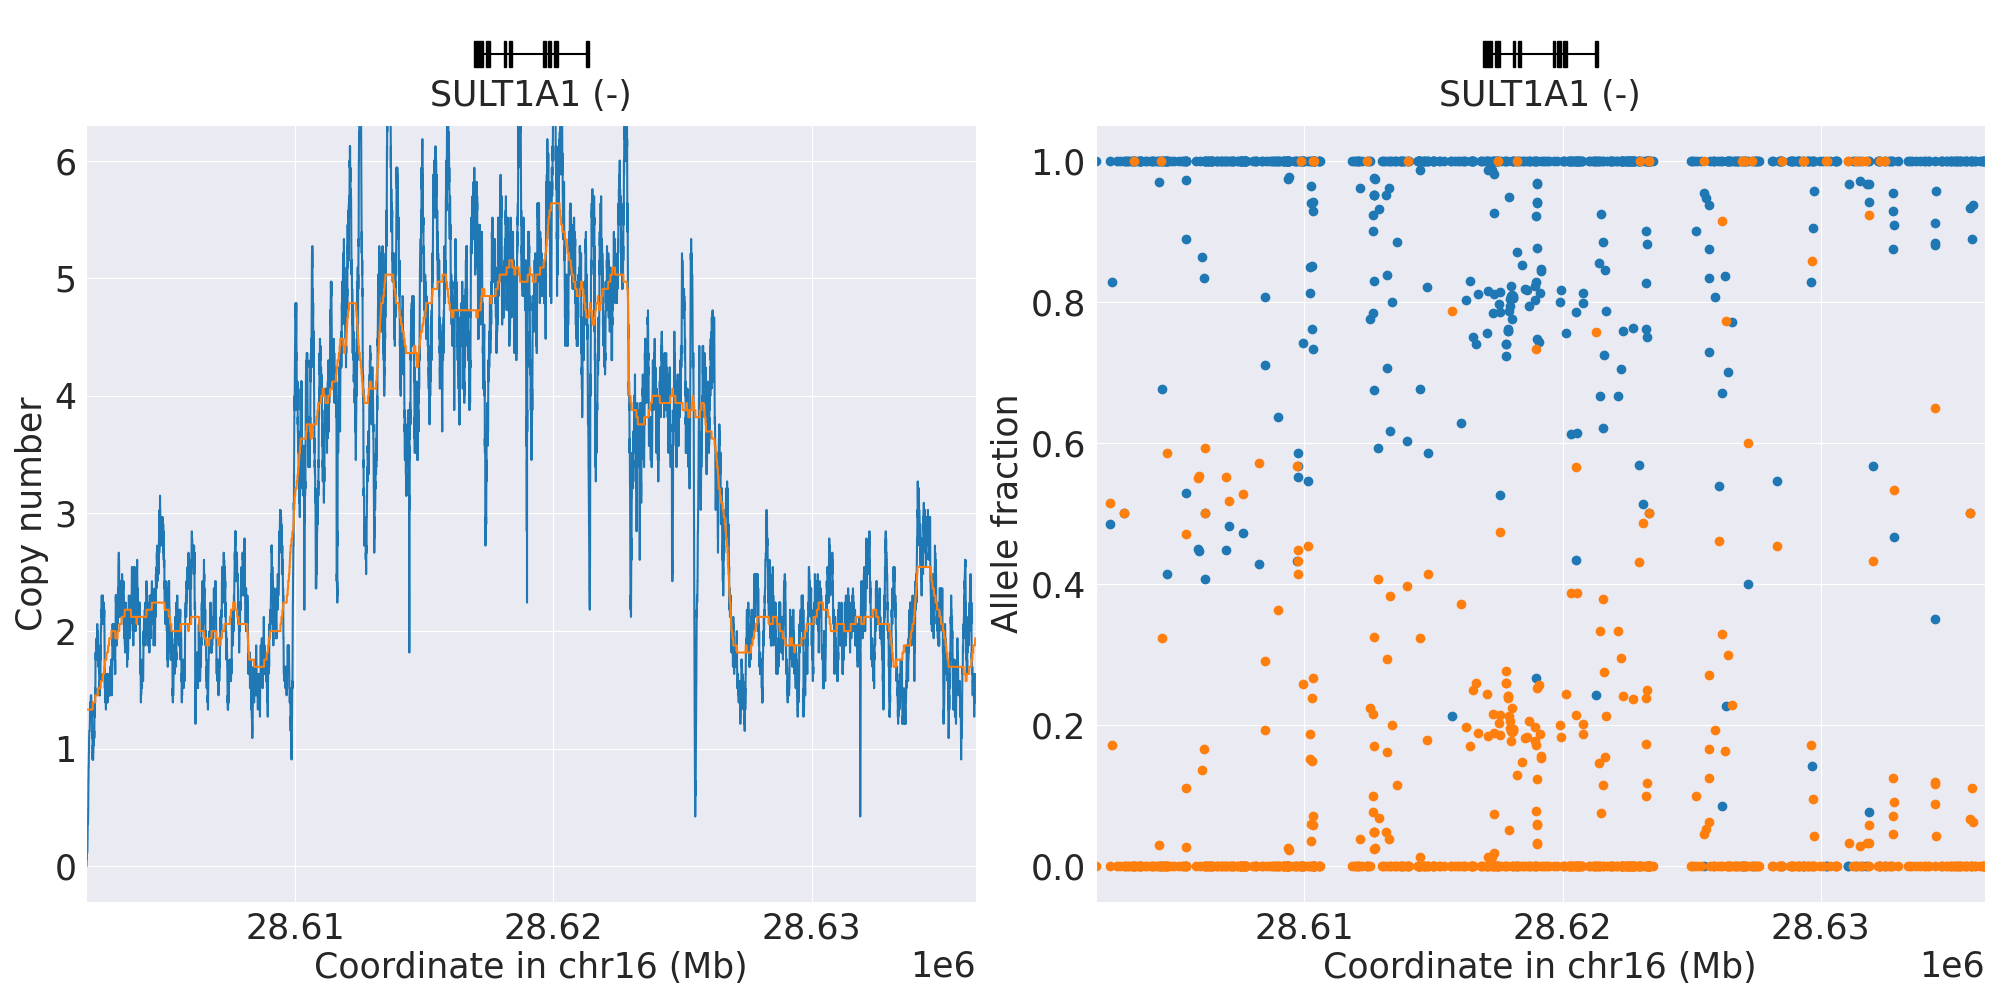 SULT1A1 (-)
Copy number
6
5
4
3
2
1
0
28.61 28.62 28.63
Coordinate in chr16 (Mb)
1e6
SULT1A1 (-)
Allele fraction
1.0
0.8
0.6
0.4
0.2
0.0
28.61 28.62 28.63
Coordinate in chr16 (Mb)
1e6